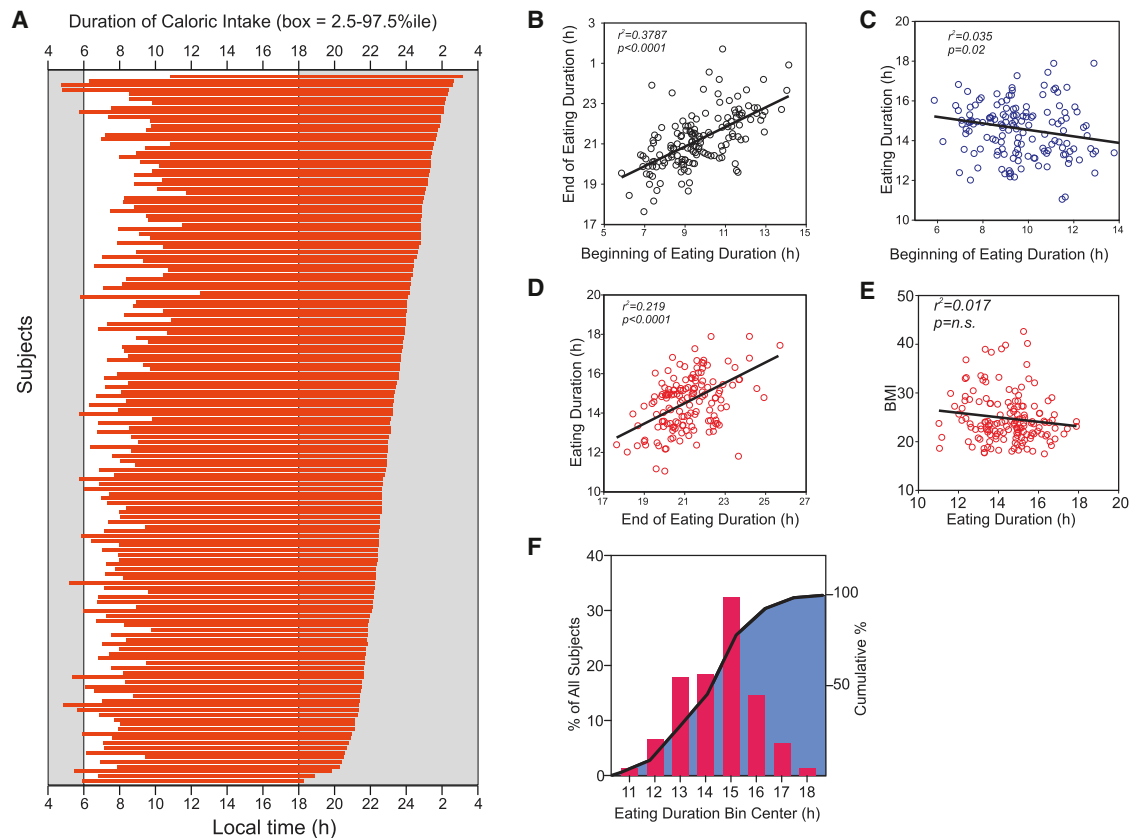 A
Duration of Caloric Intake (box = 2.5-97.5%ile)
4 6 8 10 12 14 16 18 20 22 24 2 4
Subjects
4 6 8 10 12 14 16 18 20 22 24 2 4
Local time (h)
B
r²=0.3787
p<0.0001
End of Eating Duration (h)
3
1
23
21
19
17
5 7 9 11 13 15
Beginning of Eating Duration (h)
C
r²=0.035
p=0.02
Eating Duration (h)
20
18
16
14
12
10
6 8 10 12 14
Beginning of Eating Duration (h)
D
r²=0.219
p<0.0001
Eating Duration (h)
20
18
16
14
12
10
17 19 21 23 25 27
End of Eating Duration (h)
E
r²=0.017
p=n.s.
BMI
50
40
30
20
10
10 12 14 16 18 20
Eating Duration (h)
F
% of All Subjects
40
30
20
10
0
100
50
Cumulative %
11 12 13 14 15 16 17 18
Eating Duration Bin Center (h)